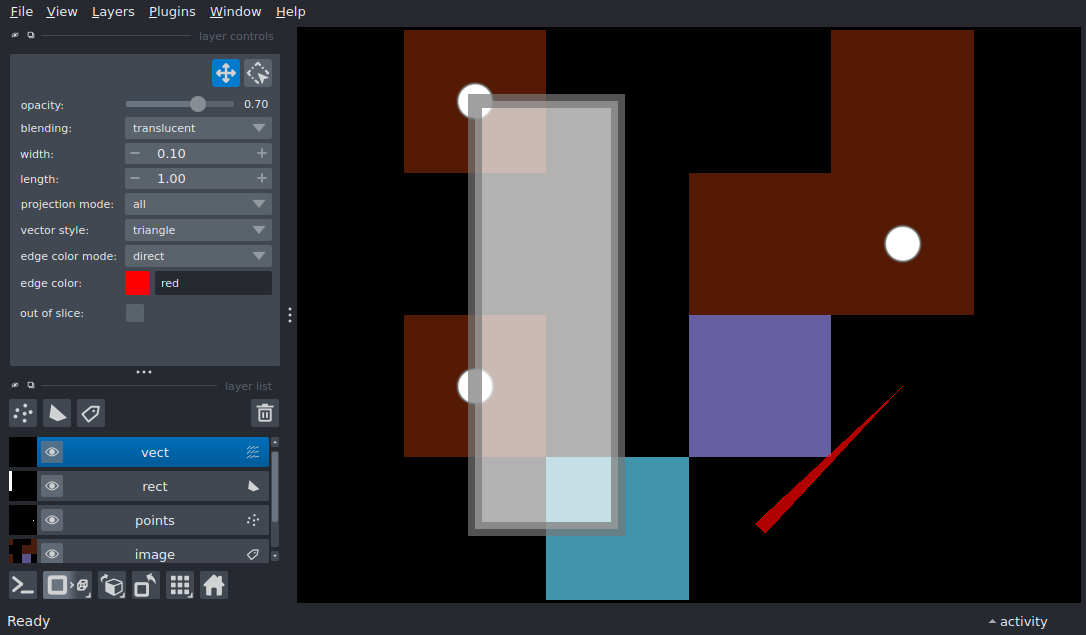 File View Layers Plugins Window Help
layer controls
opacity: 0.70
blending: translucent
width: 0.10
length: 1.00
projection mode: all
vector style: triangle
edge color mode: direct
edge color: red
out of slice:
layer list
vect
rect
points
image
Ready
activity